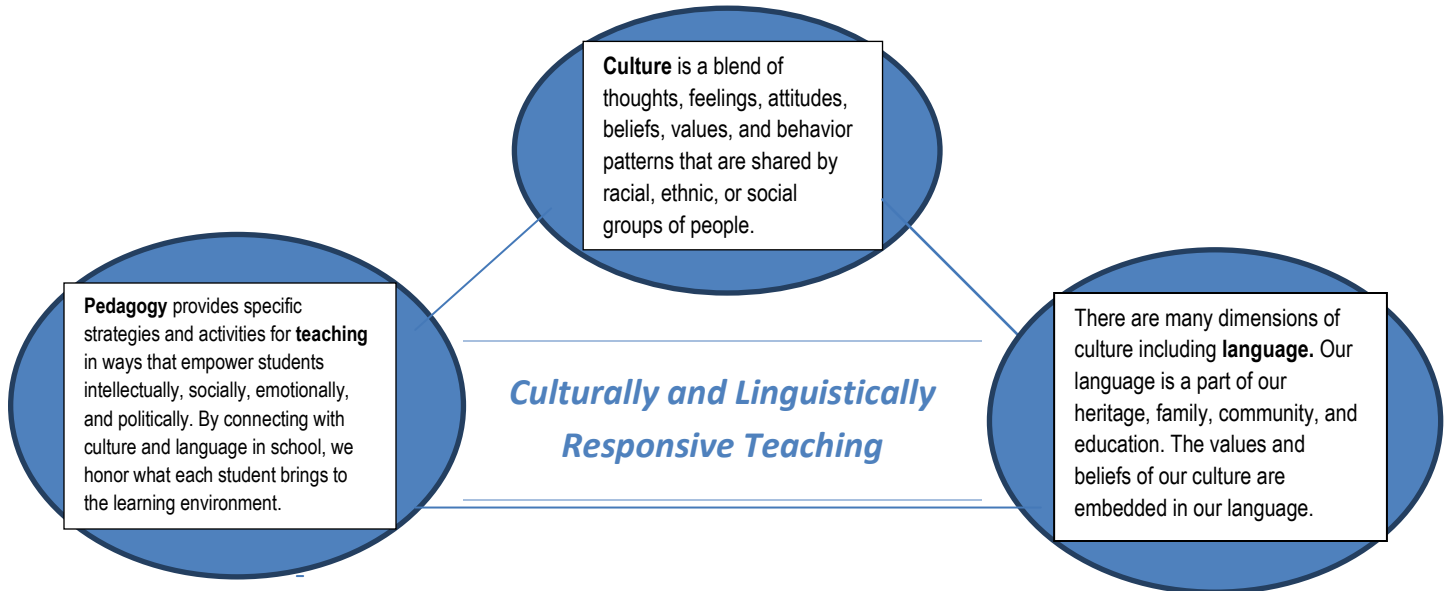 Culture is a blend of
thoughts, feelings, attitudes,
beliefs, values, and behavior
patterns that are shared by
racial, ethnic, or social
groups of people.
Pedagogy provides specific
strategies and activities for teaching
in ways that empower students
intellectually, socially, emotionally,
and politically. By connecting with
culture and language in school, we
honor what each student brings to
the learning environment.
Culturally and Linguistically
Responsive Teaching
There are many dimensions of
culture including language. Our
language is a part of our
heritage, family, community, and
education. The values and
beliefs of our culture are
embedded in our language.